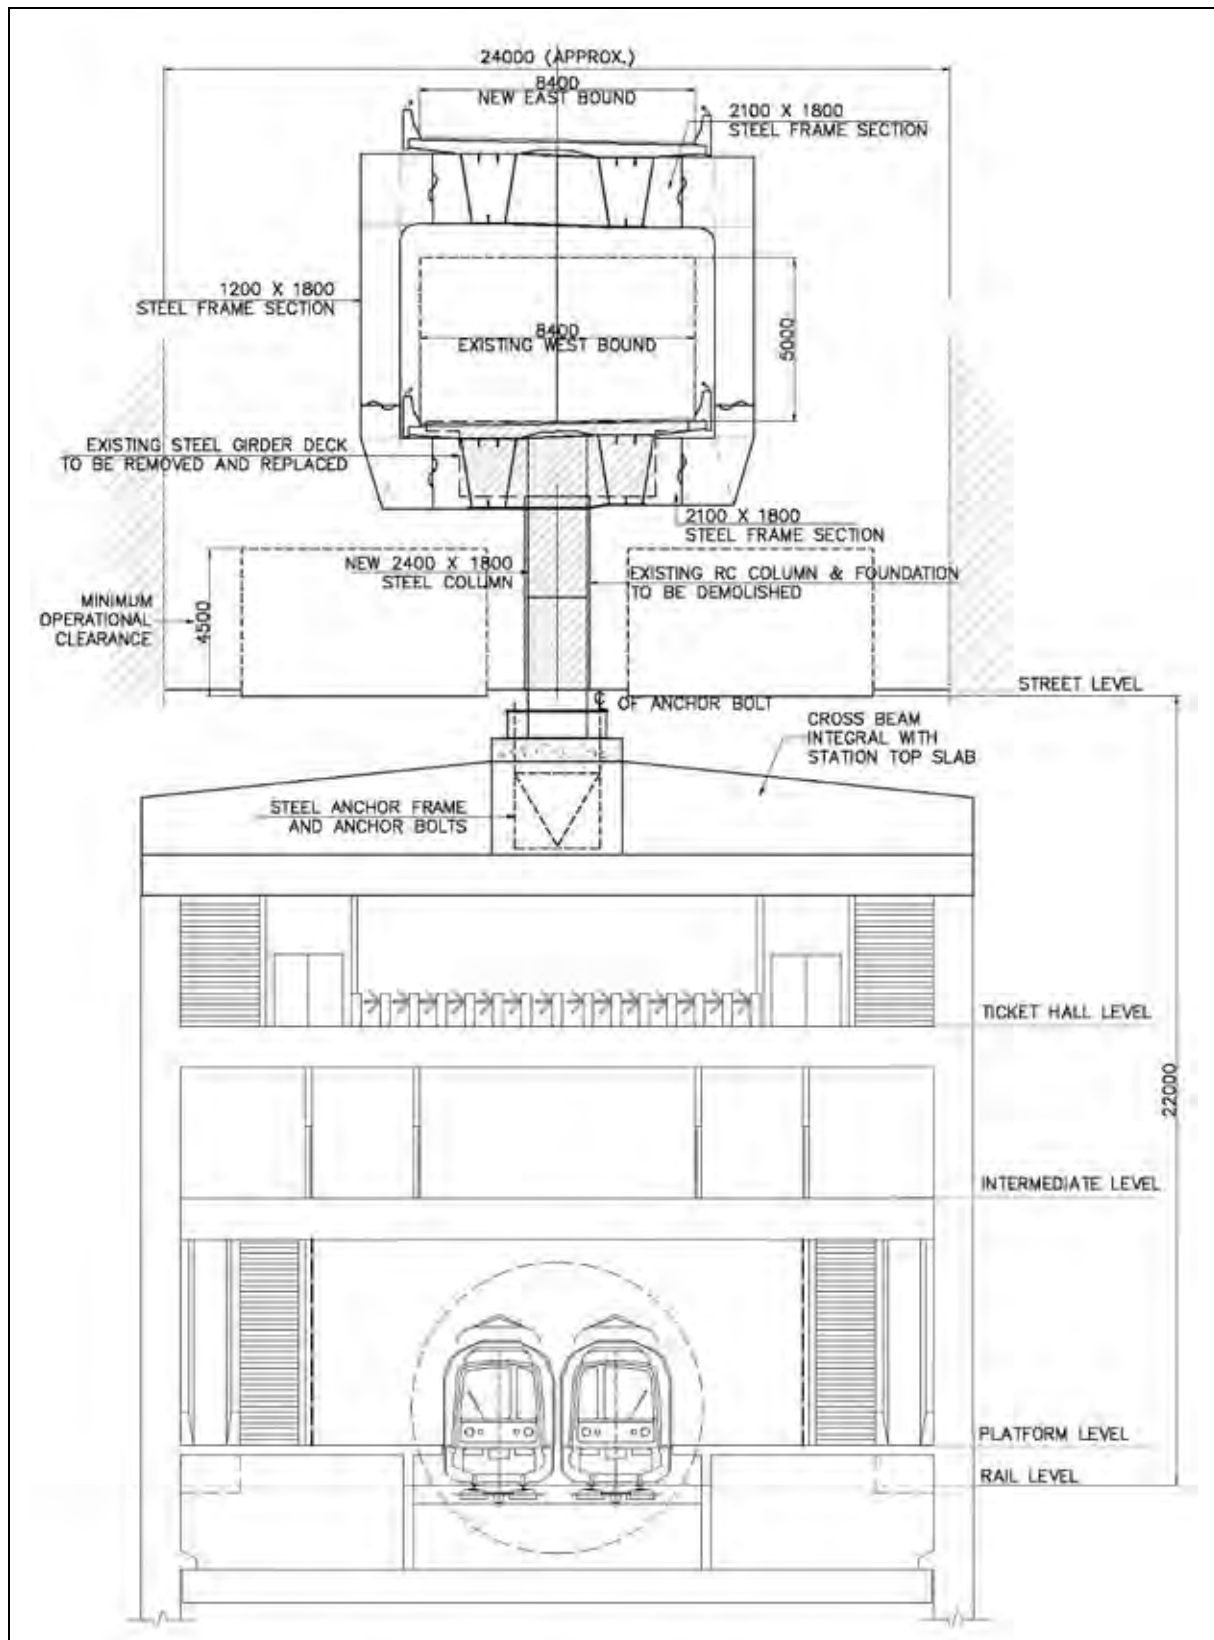 24000 (APPROX.)
8400
NEW EAST BOUND
2100 X 1800
STEEL FRAME SECTION
1200 X 1800
STEEL FRAME SECTION
8400
EXISTING WEST BOUND
5000
EXISTING STEEL GIRDER DECK
TO BE REMOVED AND REPLACED
2100 X 1800
STEEL FRAME SECTION
NEW 2400 X 1800
STEEL COLUMN
EXISTING RC COLUMN & FOUNDATION
TO BE DEMOLISHED
MINIMUM
OPERATIONAL
CLEARANCE
4500
STREET LEVEL
℄ OF ANCHOR BOLT
CROSS BEAM
INTEGRAL WITH
STATION TOP SLAB
STEEL ANCHOR FRAME
AND ANCHOR BOLTS
TICKET HALL LEVEL
22000
INTERMEDIATE LEVEL
PLATFORM LEVEL
RAIL LEVEL